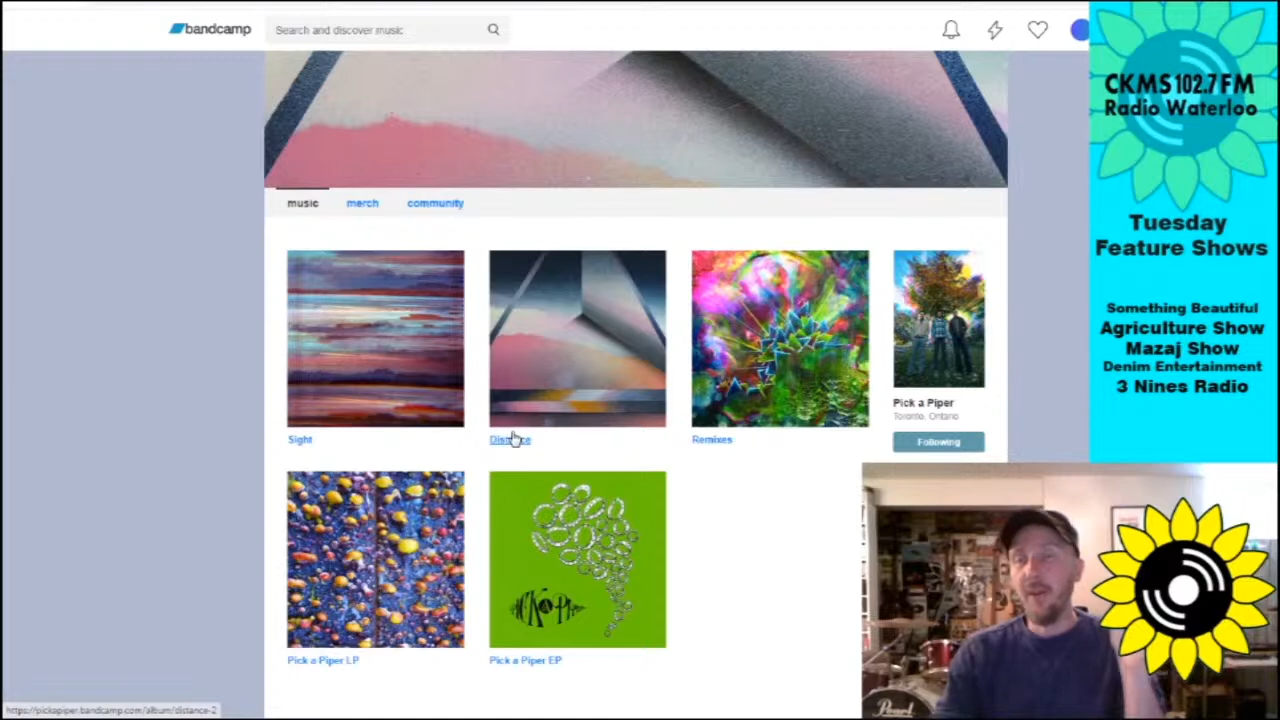 bandcamp
Search and discover music
CKMS 102.7 FM
Radio Waterloo
Tuesday
Feature Shows
Something Beautiful
Agriculture Show
Mazaj Show
Denim Entertainment
3 Nines Radio
music
merch
community
Sight
Distance
Remixes
Pick a Piper
Toronto, Ontario
Following
Pick a Piper LP
Pick a Piper EP
Pearl
https://pickapiper.bandcamp.com/album/distance-2